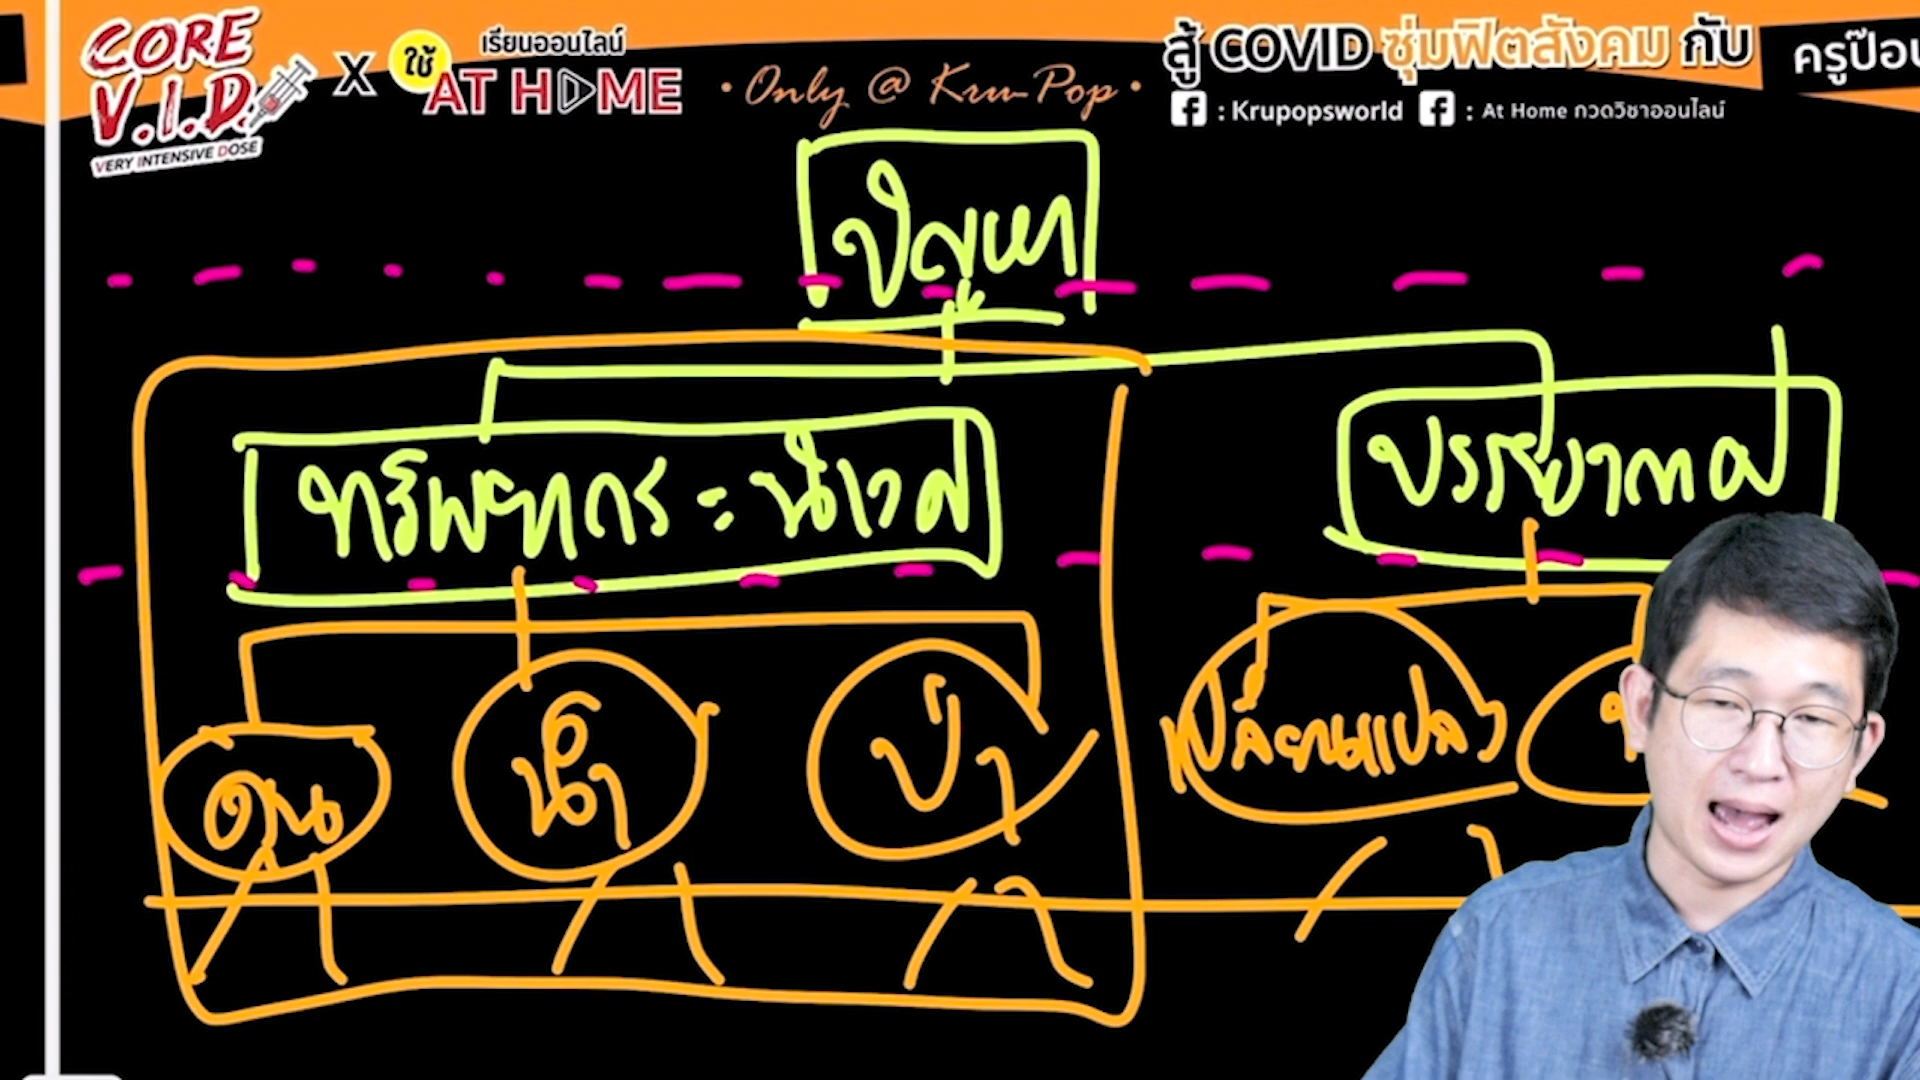 CORE
V.I.D.
VERY INTENSIVE DOSE
X
ใช้
เรียนออนไลน์
AT HOME
• Only @ Kru-Pop •
สู้ COVID ซุ่มฟิตสังคม กับ
ครูป๊อป
: Krupopsworld
: At Home กวดวิชาออนไลน์
ปัญหา
ทรัพยากร : นิเวศ
บรรยากาศ
ดิน
น้ำ
ป่า
เปลี่ยนแปลง